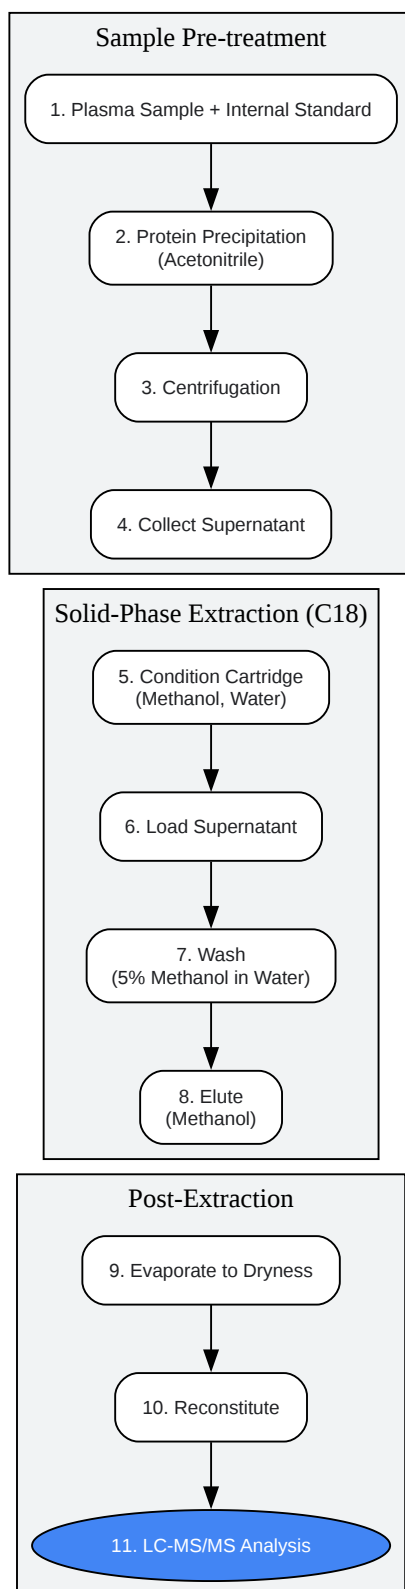 Sample Pre-treatment
1. Plasma Sample + Internal Standard
2. Protein Precipitation
(Acetonitrile)
3. Centrifugation
4. Collect Supernatant
Solid-Phase Extraction (C18)
5. Condition Cartridge
(Methanol, Water)
6. Load Supernatant
7. Wash
(5% Methanol in Water)
8. Elute
(Methanol)
Post-Extraction
9. Evaporate to Dryness
10. Reconstitute
11. LC-MS/MS Analysis